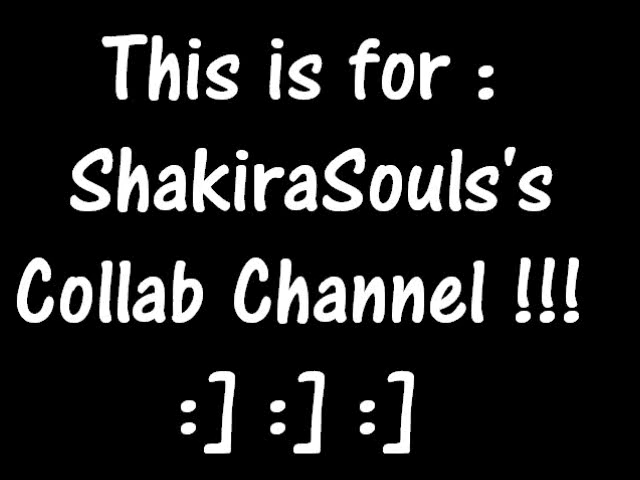 This is for :
ShakiraSouls's
Collab Channel !!!
:] :] :]